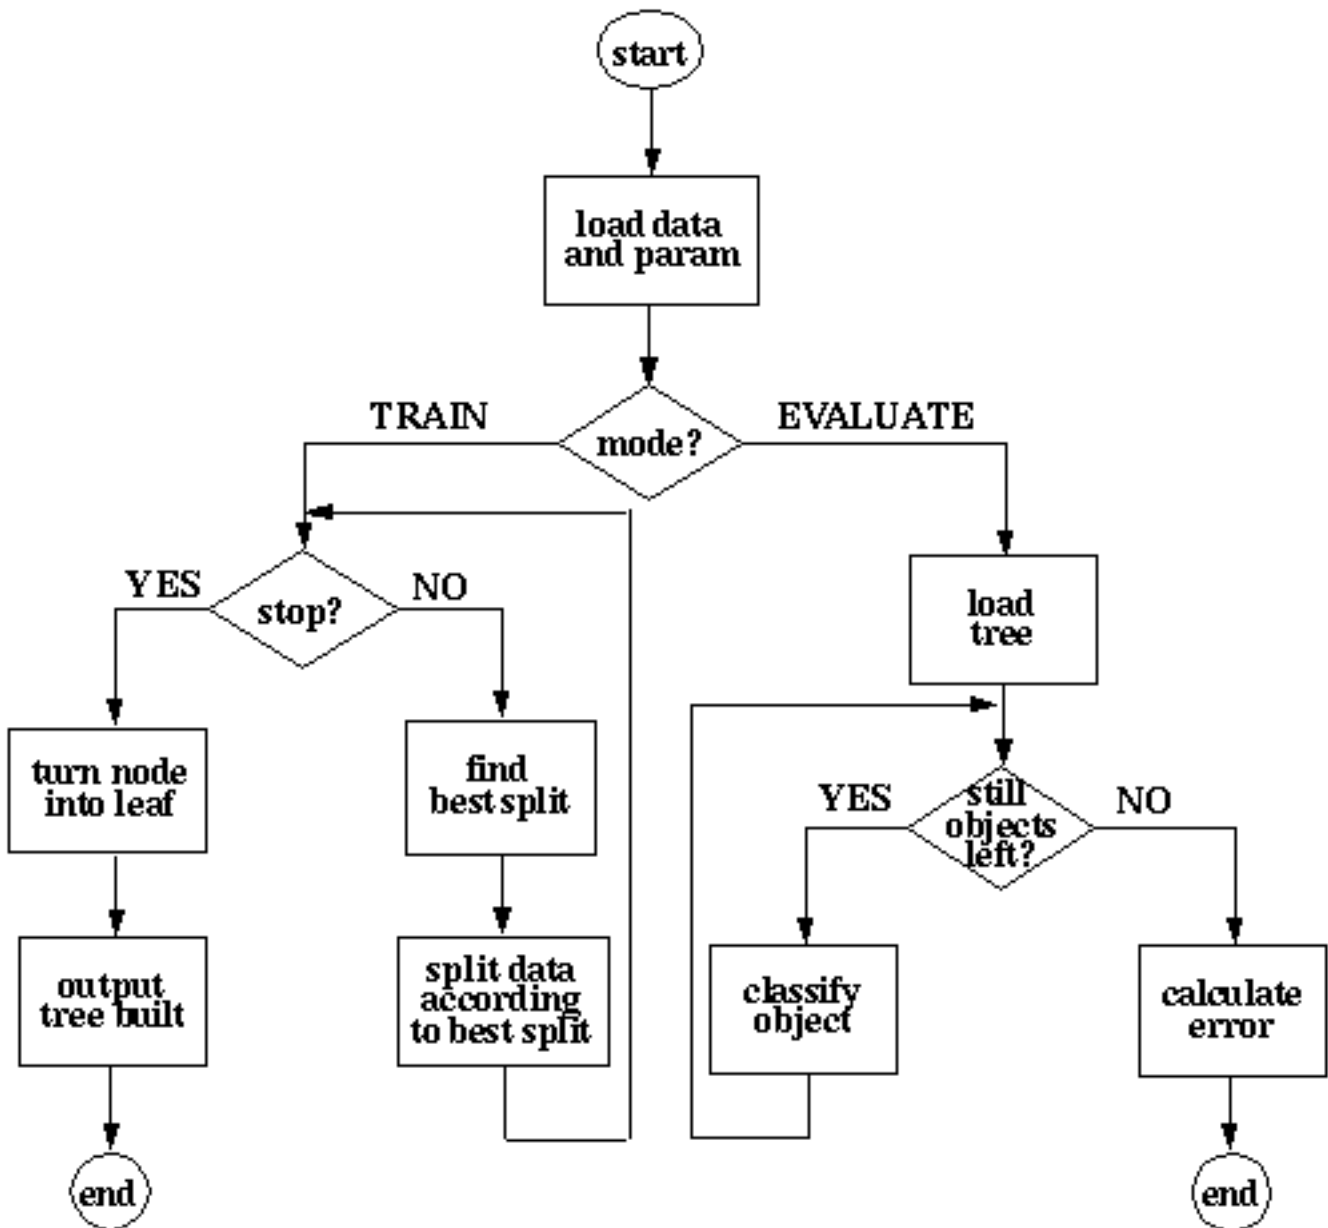 start
load data
and param
mode?
TRAIN
EVALUATE
stop?
YES
NO
turn node
into leaf
output
tree built
end
find
best split
split data
according
to best split
load
tree
still
objects
left?
YES
NO
classify
object
calculate
error
end